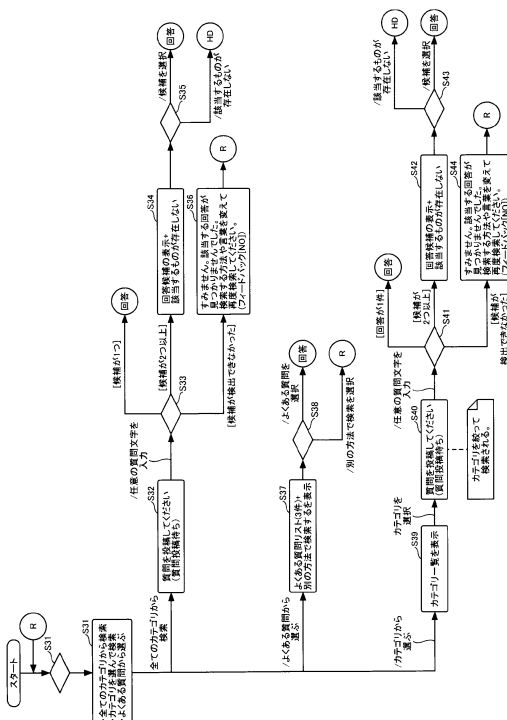 スタート
R
S31
S31
全てのカテゴリから検索
カテゴリを選んで検索
よくある質問から選ぶ
全てのカテゴリから
検索
S32
質問を投稿してください
(質問投稿待ち)
/任意の質問文字を
入力
S33
[候補が1つ]
回答
[候補が2つ以上]
S34
回答候補の表示+
該当するものが存在しない
S35
/候補を選択
回答
/該当するものが
存在しない
HD
[候補が検出できなかった]
S36
すみません。該当する回答が
見つかりませんでした。
検索する方法や言葉を変えて
再度検索してください。
(フィードバック[NO])
R
/よくある質問から
選ぶ
S37
よくある質問リスト(3件)+
別の方法で検索するを表示
S38
/よくある質問を
選択
回答
/別の方法で検索を選択
R
/カテゴリから
選ぶ
S39
カテゴリ一覧を表示
カテゴリを
選択
S40
質問を投稿してください
(質問投稿待ち)
カテゴリを絞って
検索される。
/任意の質問文字を
入力
S41
[回答が1件]
回答
[候補が
2つ以上]
S42
回答候補の表示+
該当するものが存在しない
S43
/該当するものが
存在しない
HD
/候補を選択
回答
[候補が
検出できなかった]
S44
すみません。該当する回答が
見つかりませんでした。
検索する方法や言葉を変えて
再度検索してください。
(フィードバック[NO])
R